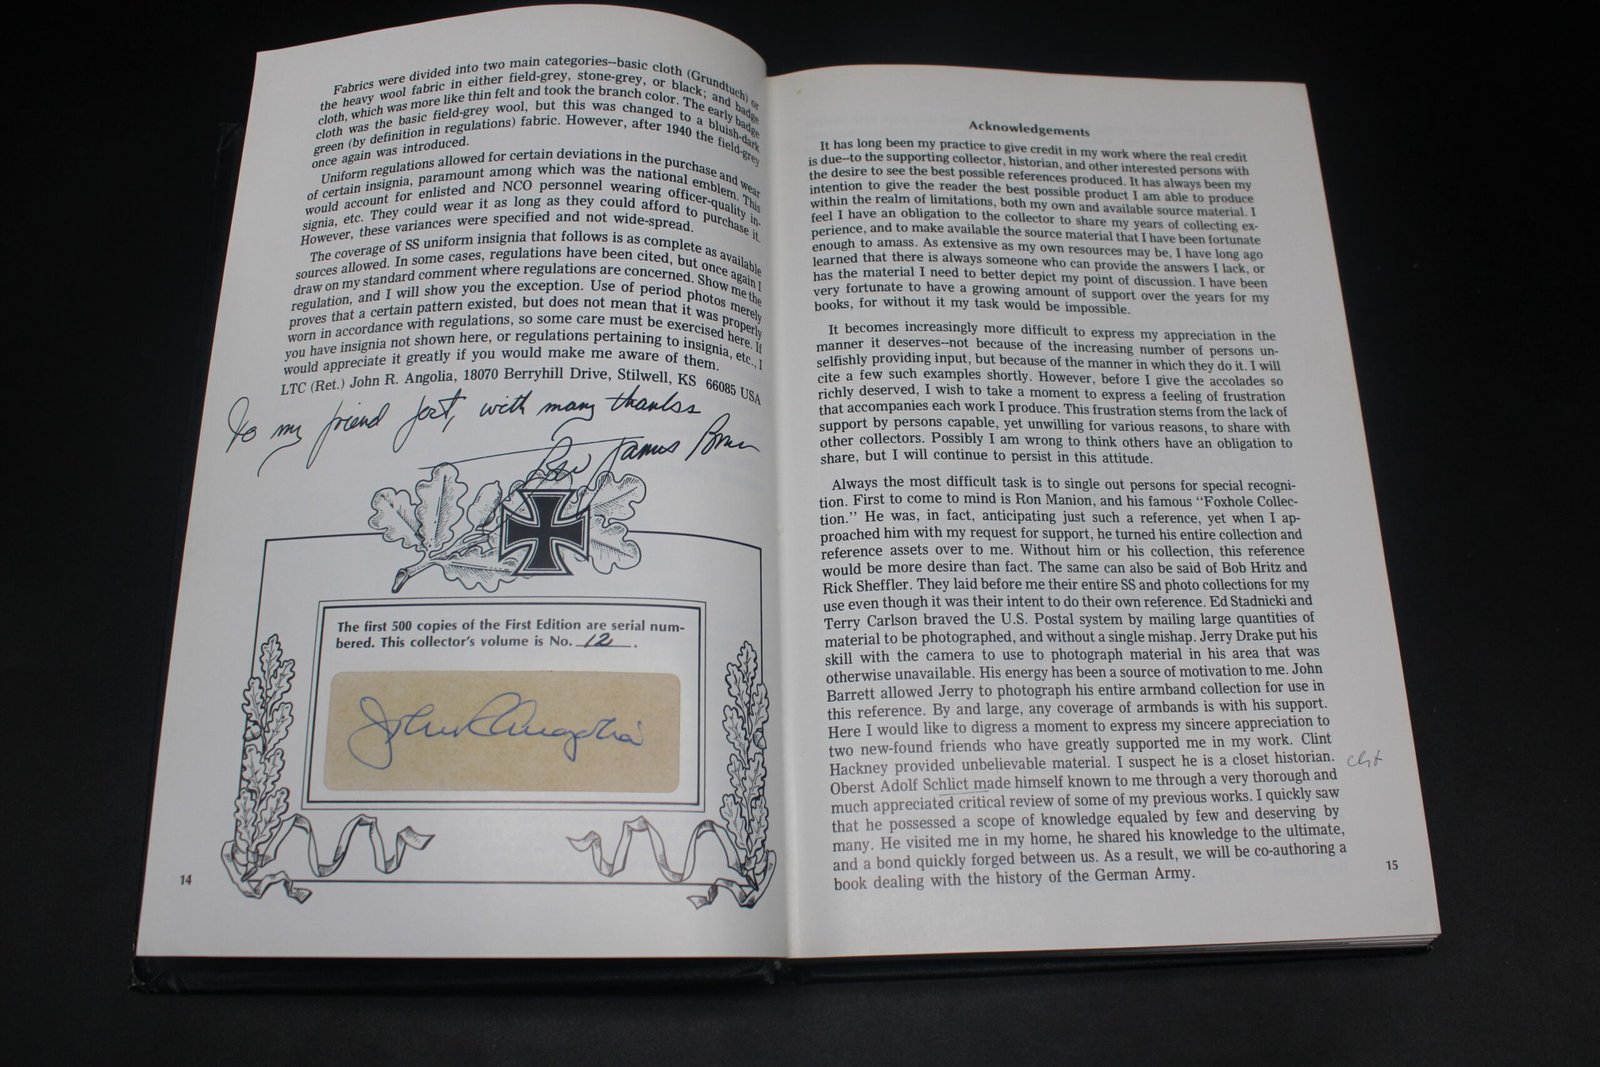 Fabrics were divided into two main categories--basic cloth (Grundtuch) or
the heavy wool fabric in either field-grey, stone-grey, or black; and badge
cloth, which was more like thin felt and took the branch color. The early badge
cloth was the basic field-grey wool, but this was changed to a bluish-dark
green (by definition in regulations) fabric. However, after 1940 the field-grey
once again was introduced.
Uniform regulations allowed for certain deviations in the purchase and wear
of certain insignia, paramount among which was the national emblem. This
would account for enlisted and NCO personnel wearing officer-quality in-
signia, etc. They could wear it as long as they could afford to purchase it.
However, these variances were specified and not wide-spread.
The coverage of SS uniform insignia that follows is as complete as available
sources allowed. In some cases, regulations have been cited, but once again I
draw on my standard comment where regulations are concerned. Show me the
regulation, and I will show you the exception. Use of period photos merely
proves that a certain pattern existed, but does not mean that it was properly
worn in accordance with regulations, so some care must be exercised here. If
you have insignia not shown here, or regulations pertaining to insignia, etc., I
would appreciate it greatly if you would make me aware of them.
LTC (Ret.) John R. Angolia, 18070 Berryhill Drive, Stilwell, KS 66085 USA
To my friend with many thanks
The first 500 copies of the First Edition are serial num-
bered. This collector's volume is No. 12.
John R Angolia
14
Acknowledgements
It has long been my practice to give credit in my work where the real credit
is due--to the supporting collector, historian, and other interested persons with
the desire to see the best possible references produced. It has always been my
intention to give the reader the best possible product I am able to produce
within the realm of limitations, both my own and available source material. I
feel I have an obligation to the collector to share my years of collecting ex-
perience, and to make available the source material that I have been fortunate
enough to amass. As extensive as my own resources may be, I have long ago
learned that there is always someone who can provide the answers I lack, or
has the material I need to better depict my point of discussion. I have been
very fortunate to have a growing amount of support over the years for my
books, for without it my task would be impossible.
It becomes increasingly more difficult to express my appreciation in the
manner it deserves--not because of the increasing number of persons un-
selfishly providing input, but because of the manner in which they do it. I will
cite a few such examples shortly. However, before I give the accolades so
richly deserved, I wish to take a moment to express a feeling of frustration
that accompanies each work I produce. This frustration stems from the lack of
support by persons capable, yet unwilling for various reasons, to share with
other collectors. Possibly I am wrong to think others have an obligation to
share, but I will continue to persist in this attitude.
Always the most difficult task is to single out persons for special recogni-
tion. First to come to mind is Ron Manion, and his famous "Foxhole Collec-
tion." He was, in fact, anticipating just such a reference, yet when I ap-
proached him with my request for support, he turned his entire collection and
reference assets over to me. Without him or his collection, this reference
would be more desire than fact. The same can also be said of Bob Hritz and
Rick Sheffler. They laid before me their entire SS and photo collections for my
use even though it was their intent to do their own reference. Ed Stadnicki and
Terry Carlson braved the U.S. Postal system by mailing large quantities of
material to be photographed, and without a single mishap. Jerry Drake put his
skill with the camera to use to photograph material in his area that was
otherwise unavailable. His energy has been a source of motivation to me. John
Barrett allowed Jerry to photograph his entire armband collection for use in
this reference. By and large, any coverage of armbands is with his support.
Here I would like to digress a moment to express my sincere appreciation to
two new-found friends who have greatly supported me in my work. Clint
Hackney provided unbelievable material. I suspect he is a closet historian.
Oberst Adolf Schlict made himself known to me through a very thorough and
much appreciated critical review of some of my previous works. I quickly saw
that he possessed a scope of knowledge equaled by few and deserving by
many. He visited me in my home, he shared his knowledge to the ultimate,
and a bond quickly forged between us. As a result, we will be co-authoring a
book dealing with the history of the German Army.
15